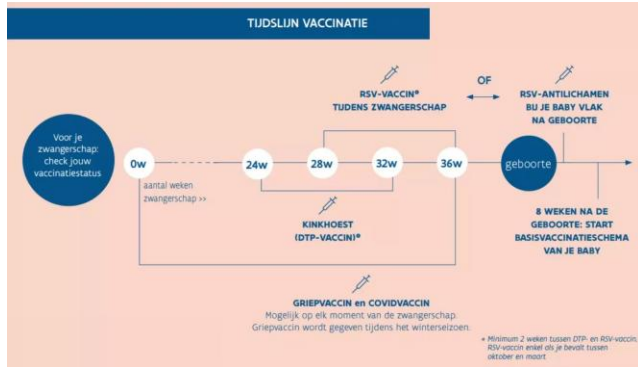 TIJDSLIJN VACCINATIE
RSV-VACCIN*
TIJDENS ZWANGERSCHAP
OF
RSV-ANTILICHAMEN
BIJ JE BABY VLAK
NA GEBOORTE
Voor je
zwangerschap:
check jouw
vaccinatiestatus
0w
24w
28w
32w
36w
geboorte
aantal weken
zwangerschap >>
KINKHOEST
(DTP-VACCIN)*
8 WEKEN NA DE
GEBOORTE: START
BASISVACCINATIESCHEMA
VAN JE BABY
GRIEPVACCIN en COVIDVACCIN
Mogelijk op elk moment van de zwangerschap.
Griepvaccin wordt gegeven tijdens het winterseizoen.
* Minimum 2 weken tussen DTP- en RSV-vaccin.
RSV-vaccin enkel als je bevalt tussen
oktober en maart